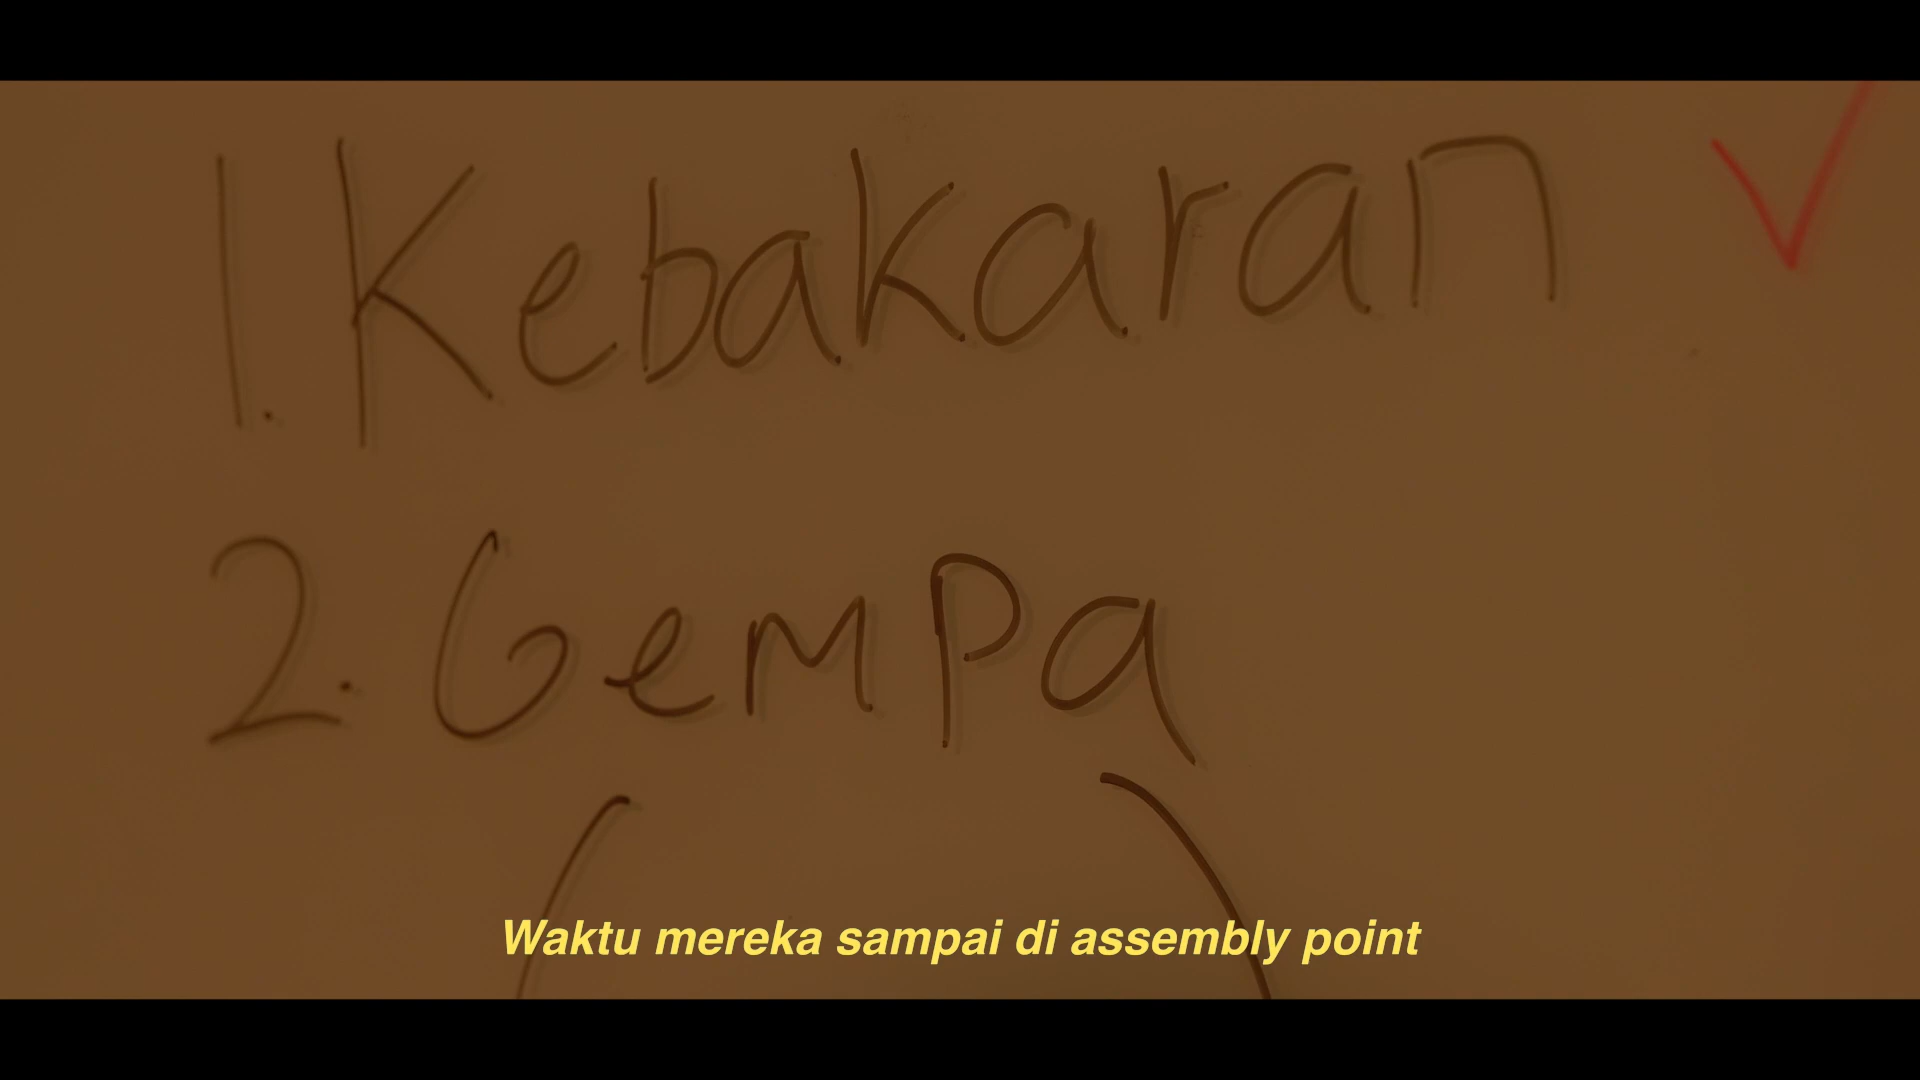 1. Kebakaran
2. Gempa
Waktu mereka sampai di assembly point